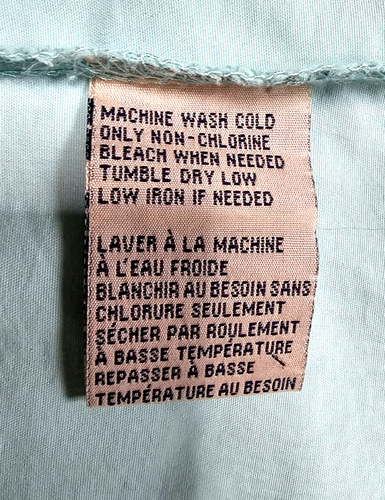 MACHINE WASH COLD
ONLY NON-CHLORINE
BLEACH WHEN NEEDED
TUMBLE DRY LOW
LOW IRON IF NEEDED
LAVER À LA MACHINE
À L'EAU FROIDE
BLANCHIR AU BESOIN SANS
CHLORURE SEULEMENT
SÉCHER PAR ROULEMENT
À BASSE TEMPÉRATURE
REPASSER À BASSE
TEMPÉRATURE AU BESOIN